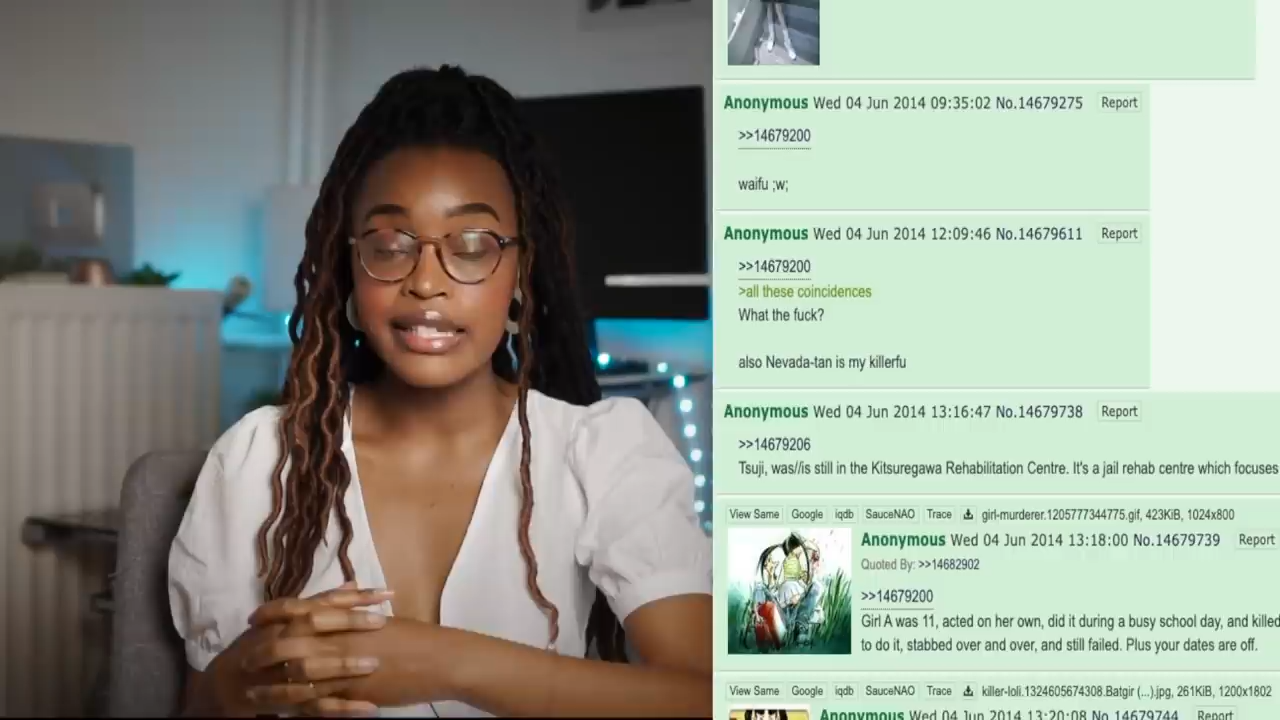 Anonymous Wed 04 Jun 2014 09:35:02 No.14679275 Report
>>14679200
waifu ;w;
Anonymous Wed 04 Jun 2014 12:09:46 No.14679611 Report
>>14679200
>all these coincidences
What the fuck?
also Nevada-tan is my killerfu
Anonymous Wed 04 Jun 2014 13:16:47 No.14679738 Report
>>14679206
Tsuji, was//is still in the Kitsuregawa Rehabilitation Centre. It's a jail rehab centre which focuses
View Same Google iqdb SauceNAO Trace girl-murderer.1205777344775.gif, 423KiB, 1024x800
Anonymous Wed 04 Jun 2014 13:18:00 No.14679739 Report
Quoted By: >>14682902
>>14679200
Girl A was 11, acted on her own, did it during a busy school day, and killed
to do it, stabbed over and over, and still failed. Plus your dates are off.
View Same Google iqdb SauceNAO Trace killer-loli.1324605674308.Batgir (...).jpg, 261KiB, 1200x1802
Anonymous Wed 04 Jun 2014 13:20:08 No.14679744 Report